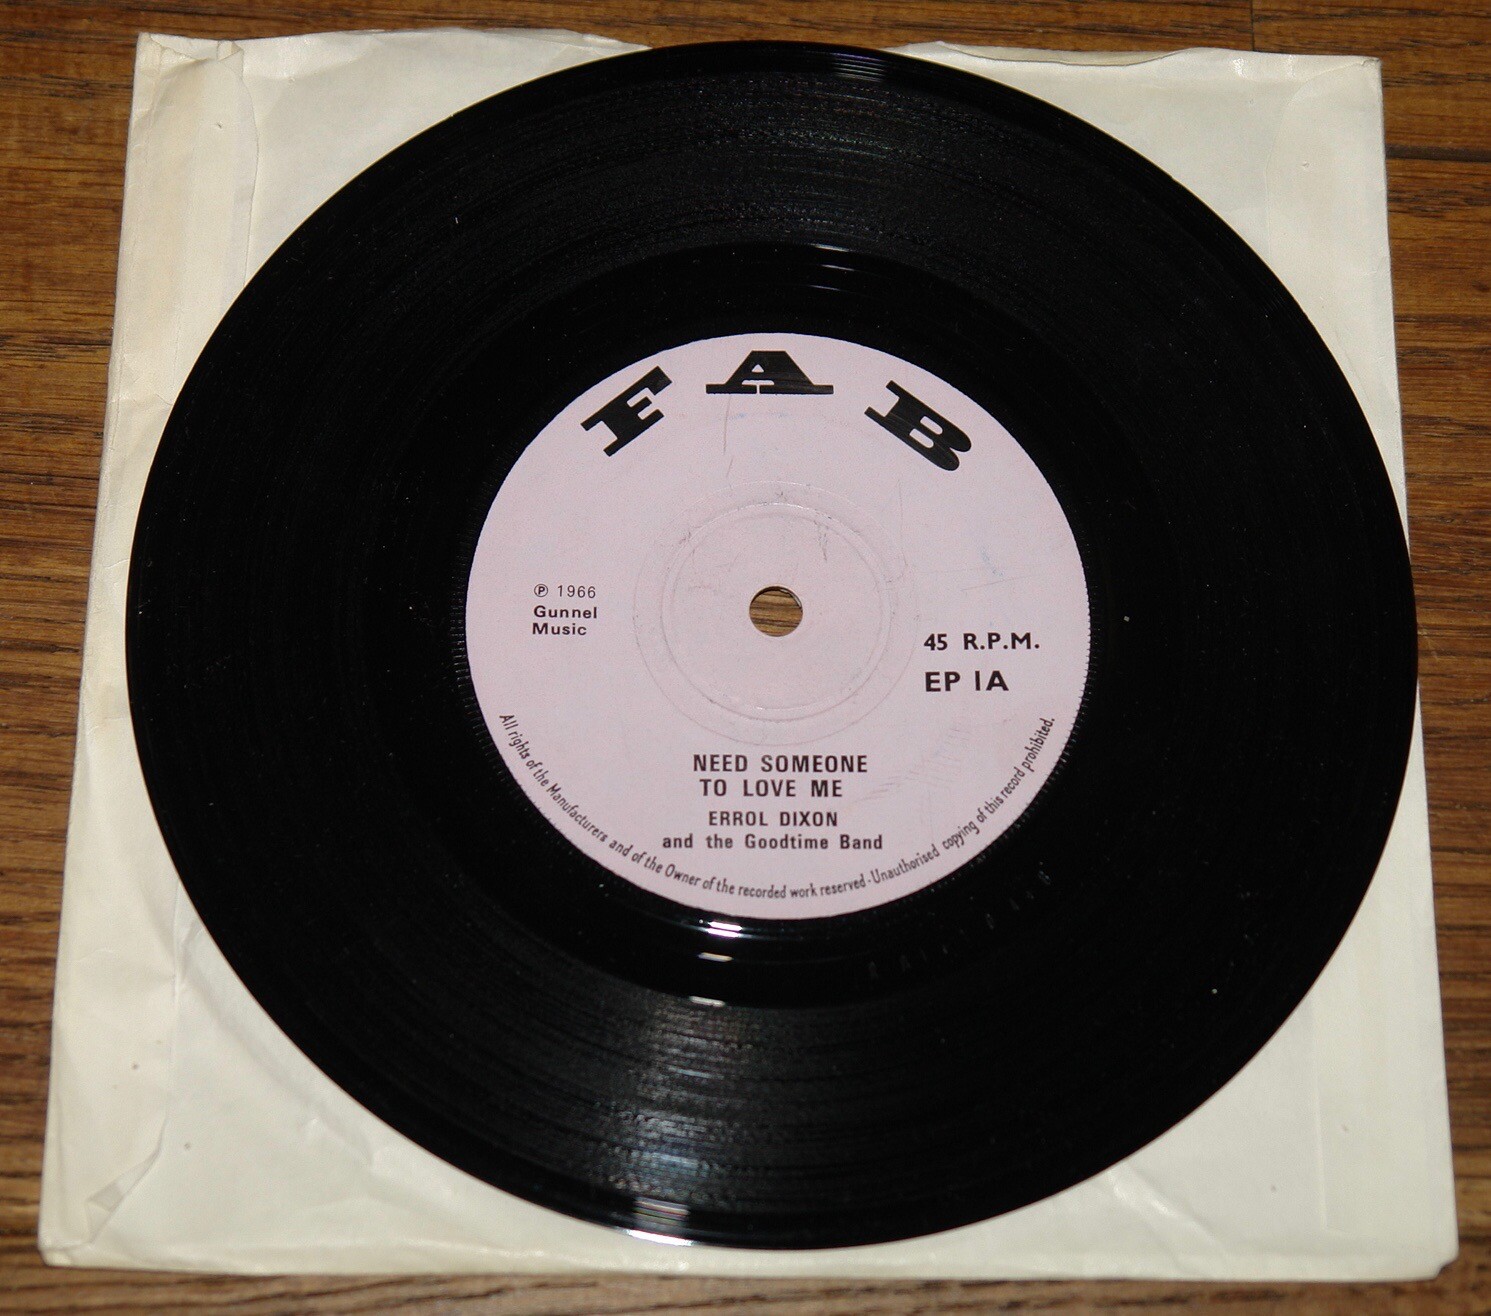 FAB
℗ 1966
Gunnel
Music
45 R.P.M.
EP 1A
NEED SOMEONE
TO LOVE ME
ERROL DIXON
and the Goodtime Band
All rights of the Manufacturers and of the Owner of the recorded work reserved - Unauthorised copying of this record prohibited.